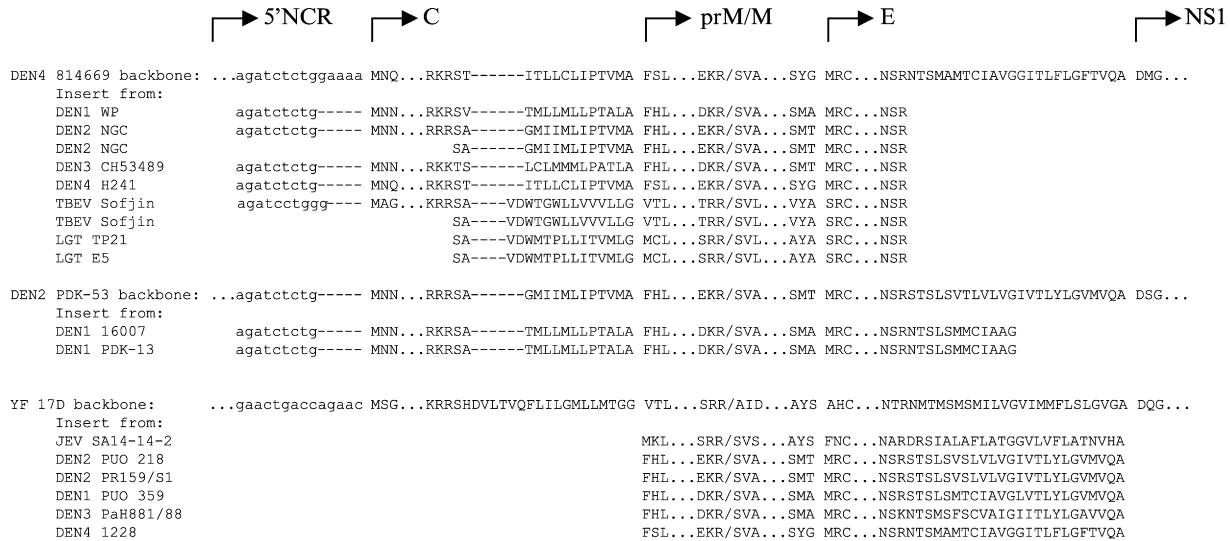 5'NCR C prM/M E NS1
DEN4 814669 backbone: ...agatctctggaaaa MNQ...RKRST------ITLLCLIPTVMA FSL...EKR/SVA...SYG MRC...NSRNTSMAMTCIAVGGITLFLGFTVQA DMG...
Insert from:
DEN1 WP agatctctg----- MNN...RKRSV------TMLLMLLPTALA FHL...DKR/SVA...SMA MRC...NSR
DEN2 NGC agatctctg----- MNN...RRRSA------GMIIMLIPTVMA FHL...EKR/SVA...SMT MRC...NSR
DEN2 NGC SA------GMIIMLIPTVMA FHL...EKR/SVA...SMT MRC...NSR
DEN3 CH53489 agatctctg----- MNN...RKKTS------LCLMMMLPATLA FHL...DKR/SVA...SMT MRC...NSR
DEN4 H241 agatctctg----- MNQ...RKRST------ITLLCLIPTVMA FSL...EKR/SVA...SYG MRC...NSR
TBEV Sofjin agatcctggg---- MAG...KRRSA----VDWTGWLLVVVLLG VTL...TRR/SVL...VYA SRC...NSR
TBEV Sofjin SA----VDWTGWLLVVVLLG VTL...TRR/SVL...VYA SRC...NSR
LGT TP21 SA----VDWMTPLLITVMLG MCL...SRR/SVL...AYA SRC...NSR
LGT E5 SA----VDWMTPLLITVMLG MCL...SRR/SVL...AYA SRC...NSR
DEN2 PDK-53 backbone: ...agatctctg----- MNN...RRRSA------GMIIMLIPTVMA FHL...EKR/SVA...SMT MRC...NSRSTSLSVTLVLVGIVTLYLGVMVQA DSG...
Insert from:
DEN1 16007 agatctctg----- MNN...RKRSA------TMLLMLLPTALA FHL...DKR/SVA...SMA MRC...NSRNTSLSMMCIAAG
DEN1 PDK-13 agatctctg----- MNN...RKRSA------TMLLMLLPTALA FHL...DKR/SVA...SMA MRC...NSRNTSLSMMCIAAG
YF 17D backbone: ...gaactgaccagaac MSG...KRRSHDVLTVQFLILGMLLMTGG VTL...SRR/AID...AYS AHC...NTRNMTMSMSMILVGVIMMFLSLGVGA DQG...
Insert from:
JEV SA14-14-2 MKL...SRR/SVS...AYS FNC...NARDRSIALAFLATGGVLVFLATNVHA
DEN2 PUO 218 FHL...EKR/SVA...SMT MRC...NSRSTSLSVSLVLVGIVTLYLGVMVQA
DEN2 PR159/S1 FHL...EKR/SVA...SMT MRC...NSRSTSLSVSLVLVGIVTLYLGVMVQA
DEN1 PUO 359 FHL...DKR/SVA...SMA MRC...NSRSTSLSMTCIAVGLVTLYLGVMVQA
DEN3 PaH881/88 FHL...DKR/SVA...SMA MRC...NSKNTSMSFSCVAIGIITLYLGAVVQA
DEN4 1228 FSL...EKR/SVA...SYG MRC...NSRNTSMAMTCIAVGGITLFLGFTVQA